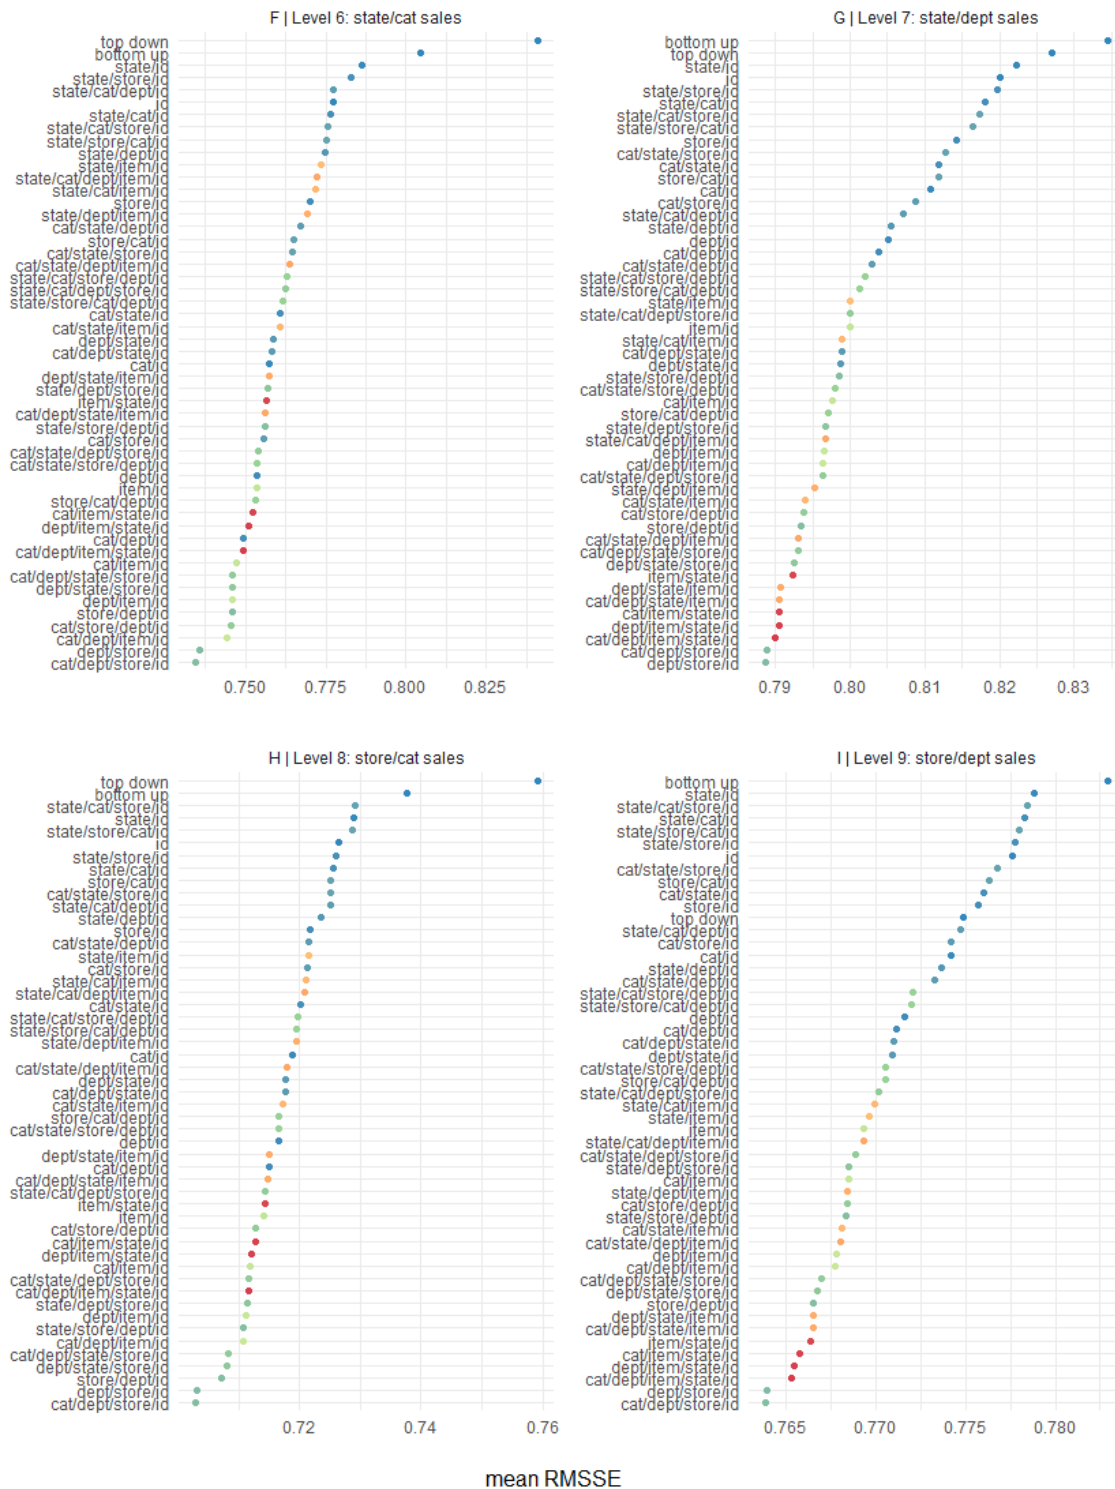 F | Level 6: state/cat sales
top down
bottom up
state/id
state/store/id
state/cat/dept/id
id
state/cat/id
state/cat/store/id
state/store/cat/id
state/dept/id
state/item/id
state/cat/dept/item/id
state/cat/item/id
store/id
state/dept/item/id
cat/state/dept/id
store/cat/id
cat/state/store/id
cat/state/dept/item/id
state/cat/store/dept/id
state/cat/dept/store/id
state/store/cat/dept/id
cat/state/id
cat/state/item/id
dept/state/id
cat/dept/state/id
cat/id
dept/state/item/id
state/dept/store/id
item/state/id
cat/dept/state/item/id
state/store/dept/id
cat/store/id
cat/state/dept/store/id
cat/state/store/dept/id
dept/id
item/id
store/cat/dept/id
cat/item/state/id
dept/item/state/id
cat/dept/id
cat/dept/item/state/id
cat/item/id
cat/dept/state/store/id
dept/state/store/id
dept/item/id
store/dept/id
cat/store/dept/id
cat/dept/item/id
dept/store/id
cat/dept/store/id
0.750 0.775 0.800 0.825
G | Level 7: state/dept sales
bottom up
top down
state/id
id
state/store/id
state/cat/id
state/cat/store/id
state/store/cat/id
store/id
cat/state/store/id
cat/state/id
store/cat/id
cat/id
cat/store/id
state/cat/dept/id
state/dept/id
dept/id
cat/dept/id
cat/state/dept/id
state/cat/store/dept/id
state/store/cat/dept/id
state/item/id
state/cat/dept/store/id
item/id
state/cat/item/id
cat/dept/state/id
dept/state/id
state/store/dept/id
cat/state/store/dept/id
cat/item/id
store/cat/dept/id
state/dept/store/id
state/cat/dept/item/id
dept/item/id
cat/dept/item/id
cat/state/dept/store/id
state/dept/item/id
cat/state/item/id
cat/store/dept/id
store/dept/id
cat/state/dept/item/id
cat/dept/state/store/id
dept/state/store/id
item/state/id
dept/state/item/id
cat/dept/state/item/id
cat/item/state/id
dept/item/state/id
cat/dept/item/state/id
cat/dept/store/id
dept/store/id
0.79 0.80 0.81 0.82 0.83
H | Level 8: store/cat sales
top down
bottom up
state/cat/store/id
state/id
state/store/cat/id
id
state/store/id
state/cat/id
store/cat/id
cat/state/store/id
state/cat/dept/id
state/dept/id
store/id
cat/state/dept/id
state/item/id
cat/store/id
state/cat/item/id
state/cat/dept/item/id
cat/state/id
state/cat/store/dept/id
state/store/cat/dept/id
state/dept/item/id
cat/id
cat/state/dept/item/id
dept/state/id
cat/dept/state/id
cat/state/item/id
store/cat/dept/id
cat/state/store/dept/id
dept/id
dept/state/item/id
cat/dept/id
cat/dept/state/item/id
state/cat/dept/store/id
item/state/id
item/id
cat/store/dept/id
cat/item/state/id
dept/item/state/id
cat/item/id
cat/state/dept/store/id
cat/dept/item/state/id
state/dept/store/id
dept/item/id
state/store/dept/id
cat/dept/item/id
cat/dept/state/store/id
dept/state/store/id
store/dept/id
dept/store/id
cat/dept/store/id
0.72 0.74 0.76
I | Level 9: store/dept sales
bottom up
state/id
state/cat/store/id
state/cat/id
state/store/cat/id
state/store/id
id
cat/state/store/id
store/cat/id
cat/state/id
store/id
top down
state/cat/dept/id
cat/store/id
cat/id
state/dept/id
cat/state/dept/id
state/cat/store/dept/id
state/store/cat/dept/id
dept/id
cat/dept/id
cat/dept/state/id
dept/state/id
cat/state/store/dept/id
store/cat/dept/id
state/cat/dept/store/id
state/cat/item/id
state/item/id
item/id
state/cat/dept/item/id
cat/state/dept/store/id
state/dept/store/id
cat/item/id
state/dept/item/id
cat/store/dept/id
state/store/dept/id
cat/state/item/id
cat/state/dept/item/id
dept/item/id
cat/dept/item/id
cat/dept/state/store/id
dept/state/store/id
store/dept/id
dept/state/item/id
cat/dept/state/item/id
item/state/id
cat/item/state/id
dept/item/state/id
cat/dept/item/state/id
dept/store/id
cat/dept/store/id
0.765 0.770 0.775 0.780
mean RMSSE